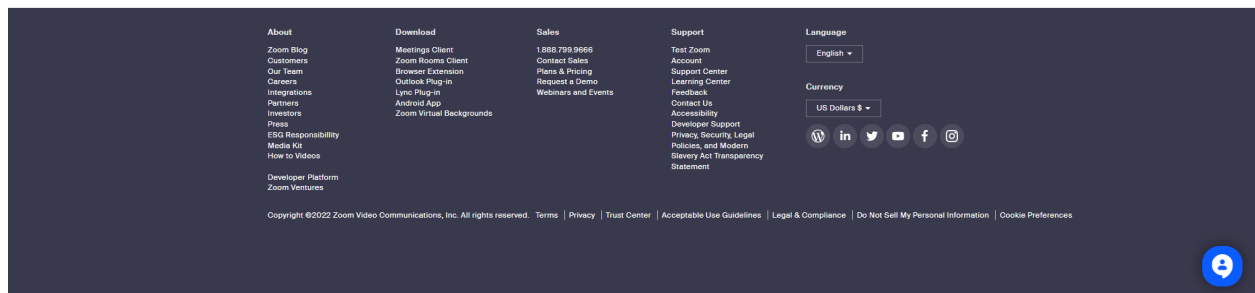 About
Zoom Blog
Customers
Our Team
Careers
Integrations
Partners
Investors
Press
ESG Responsibillity
Media Kit
How to Videos
Developer Platform
Zoom Ventures
Download
Meetings Client
Zoom Rooms Client
Browser Extension
Outlook Plug-in
Lync Plug-in
Android App
Zoom Virtual Backgrounds
Sales
1.888.799.9666
Contact Sales
Plans & Pricing
Request a Demo
Webinars and Events
Support
Test Zoom
Account
Support Center
Learning Center
Feedback
Contact Us
Accessibility
Developer Support
Privacy, Security, Legal
Policies, and Modern
Slavery Act Transparency
Statement
Language
English
Currency
US Dollars $
in
f
Copyright ©2022 Zoom Video Communications, Inc. All rights reserved. Terms | Privacy | Trust Center | Acceptable Use Guidelines | Legal & Compliance | Do Not Sell My Personal Information | Cookie Preferences